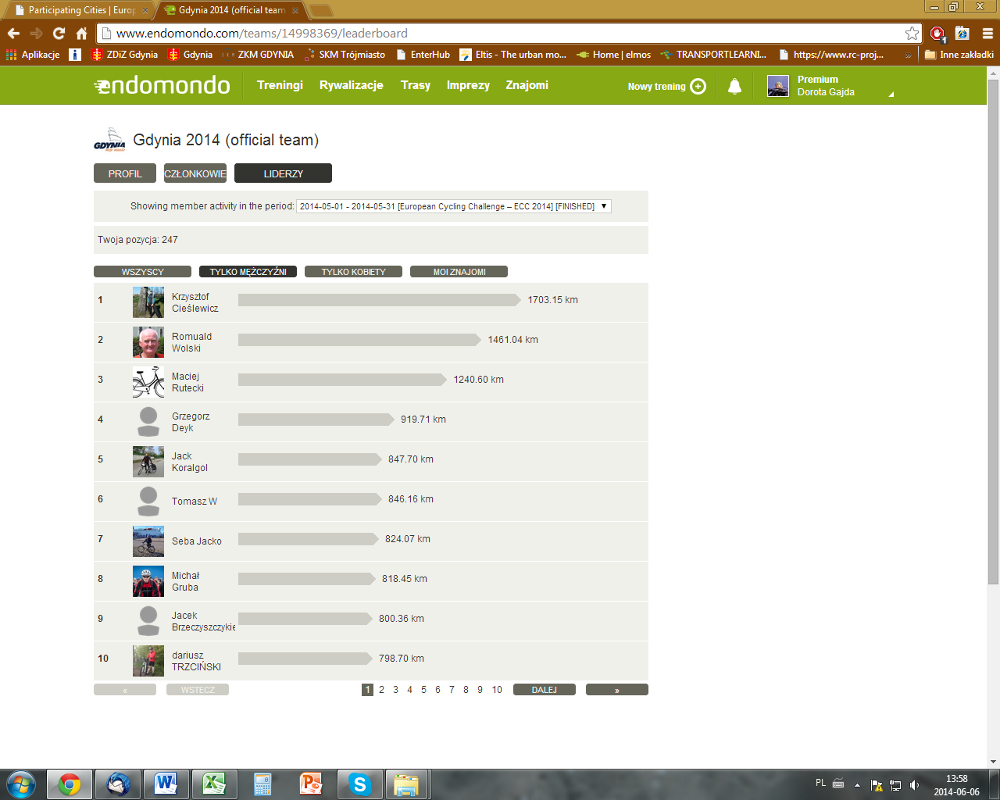 Participating Cities | Euro
Gdynia 2014 (official team
www.endomondo.com/teams/14998369/leaderboard
1
Aplikacje
ZDiZ Gdynia
Gdynia
ZKM GDYNIA
SKM Trójmiasto
EnterHub
Eltis - The urban mo...
Home | elmos
TRANSPORTLEARNI...
https://www.rc-proj...
»
Inne zakładki
endomondo
Treningi
Rywalizacje
Trasy
Imprezy
Znajomi
Nowy trening
Premium
Dorota Gajda
GDYNIA
Gdynia 2014 (official team)
PROFIL
CZŁONKOWIE
LIDERZY
Showing member activity in the period: 2014-05-01 - 2014-05-31 [European Cycling Challenge – ECC 2014] [FINISHED]
Twoja pozycja: 247
WSZYSCY
TYLKO MĘŻCZYŹNI
TYLKO KOBIETY
MOI ZNAJOMI
1 Krzysztof Cieślewicz 1703.15 km
2 Romuald Wolski 1461.04 km
3 Maciej Rutecki 1240.60 km
4 Grzegorz Deyk 919.71 km
5 Jack Koralgol 847.70 km
6 Tomasz W 846.16 km
7 Seba Jacko 824.07 km
8 Michał Gruba 818.45 km
9 Jacek Brzeczyszczykie 800.36 km
10 dariusz TRZCIŃSKI 798.70 km
«
WSTECZ
1 2 3 4 5 6 7 8 9 10
DALEJ
»
PL
13:58
2014-06-06